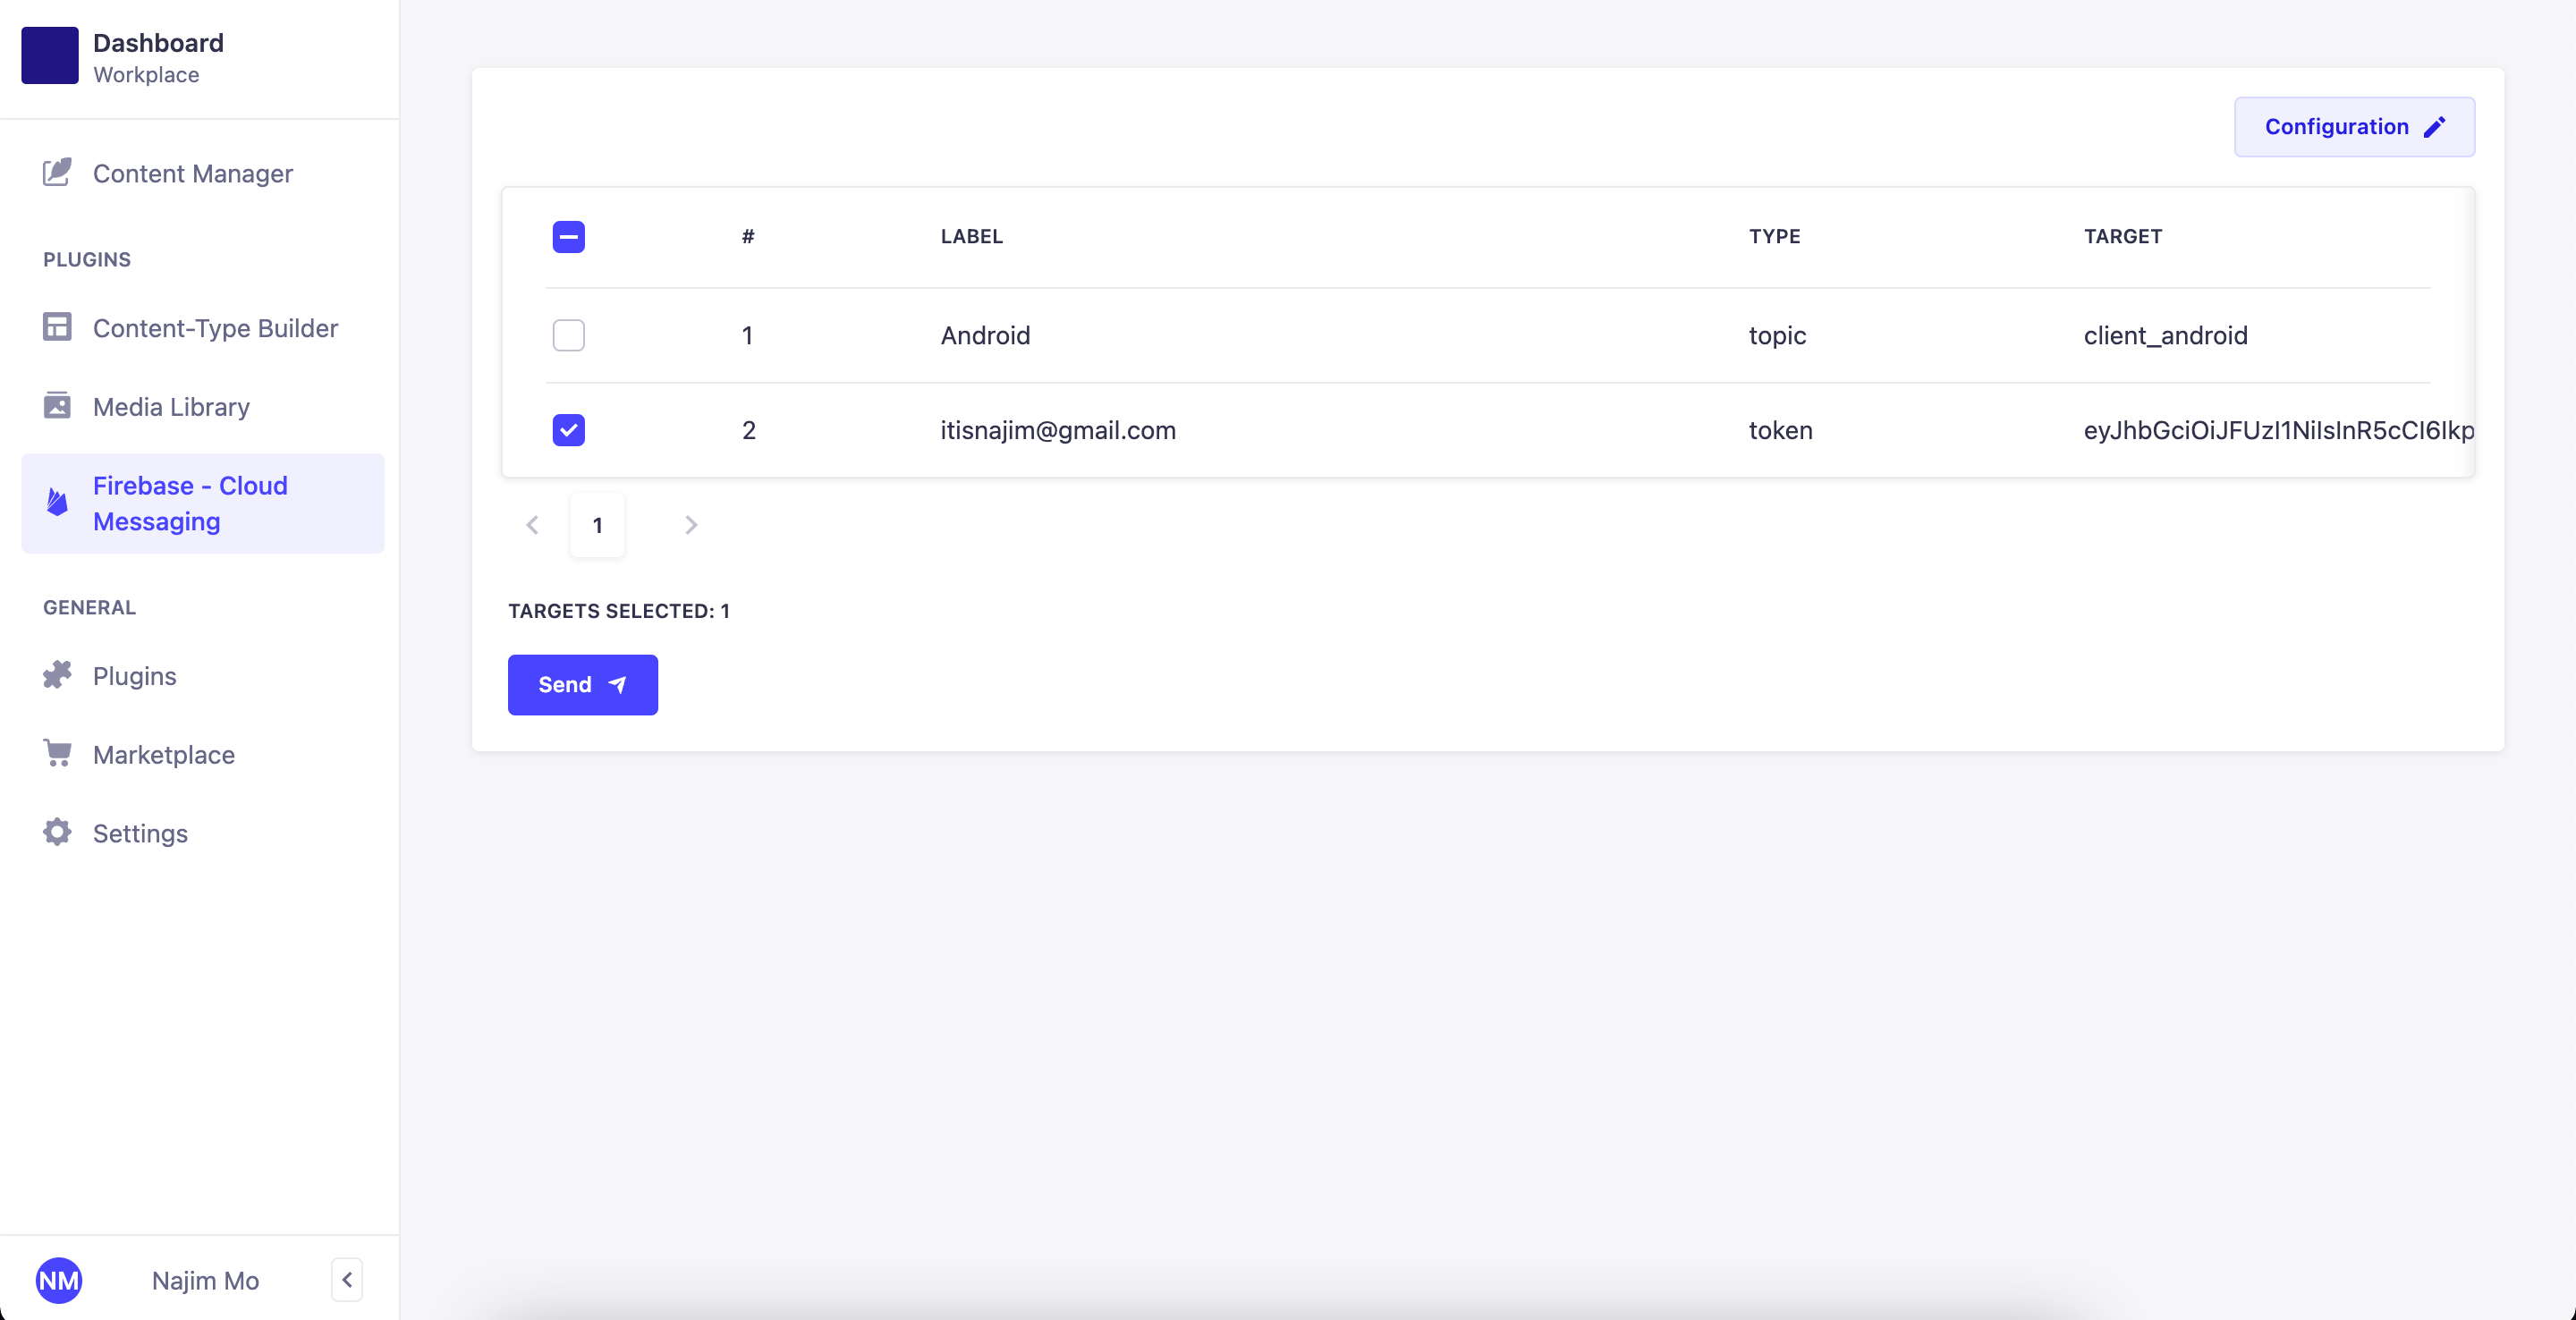 Dashboard
Workplace
Content Manager
PLUGINS
Content-Type Builder
Media Library
Firebase - Cloud
Messaging
GENERAL
Plugins
Marketplace
Settings
NM Najim Mo
Configuration
# LABEL TYPE TARGET
1 Android topic client_android
2 itisnajim@gmail.com token eyJhbGciOiJFUzI1NiIsInR5cCI6Ikp
1
TARGETS SELECTED: 1
Send